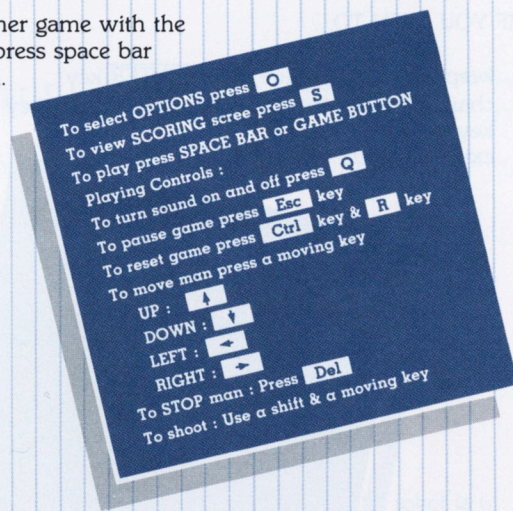 ner game with the
press space bar
.
To select OPTIONS press O
To view SCORING scree press S
To play press SPACE BAR or GAME BUTTON
Playing Controls :
To turn sound on and off press Q
To pause game press Esc key
To reset game press Ctrl key & R key
To move man press a moving key
UP : ↑
DOWN : ↓
LEFT : ←
RIGHT : →
To STOP man : Press Del
To shoot : Use a shift & a moving key